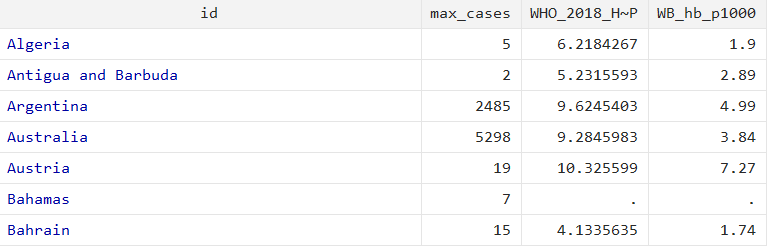 id max_cases WHO_2018_H~P WB_hb_p1000
Algeria 5 6.2184267 1.9
Antigua and Barbuda 2 5.2315593 2.89
Argentina 2485 9.6245403 4.99
Australia 5298 9.2845983 3.84
Austria 19 10.325599 7.27
Bahamas 7 . .
Bahrain 15 4.1335635 1.74